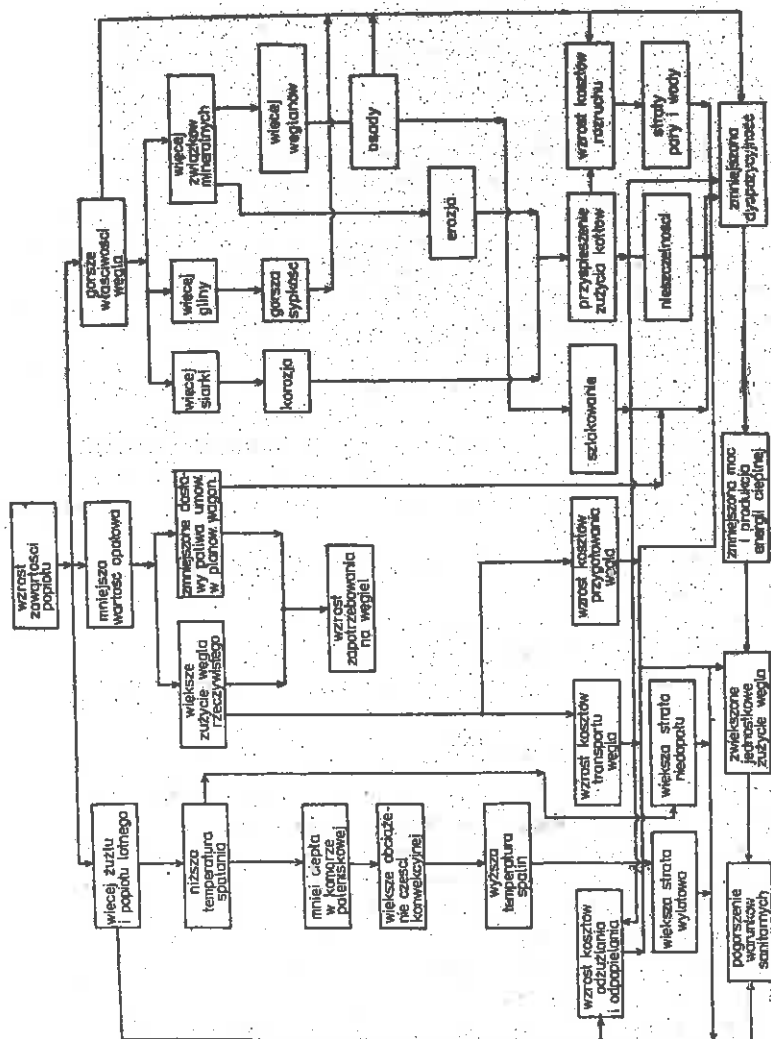 wzrost
zawartości
popiołu
więcej żużlu
popiołu lotnego
mniejsza
wartość opałowa
gorsze
właściwości
węgla
niższa
temperatura
spalania
większe
zużycie węgla
rzeczywistego
zmniejszone dosta-
wy paliwa umow.
w planow. wagan.
więcej
siarki
więcej
gliny
więcej
związków
mineralnych
mniej ciepła
w komorze
paleniskowej
wzrost
zapotrzebowania
na węgiel
korozja
gorsza
sypkość
więcej
węgianów
większe obciąże-
nie części
konwekcyjnej
erozja
osady
wyższa
temperatura
spalin
wzrost kosztów
odżużlania
i odpopielania
wzrost kosztów
transportu
węgla
wzrost kosztów
przygotowania
węgla
szlakowanie
przyspieszenie
zużycia kotłów
wzrost kosztów
rozruchu
większa strata
wylotowa
większa strata
niedopału
nieszczelności
straty
pary i wody
pogorszenie
warunków
sanitarnych
zwiększone
jednostkowe
zużycie węgla
zmniejszona moc
i produkcja
energii cieplnej
zmniejszona
dyspozycyjność